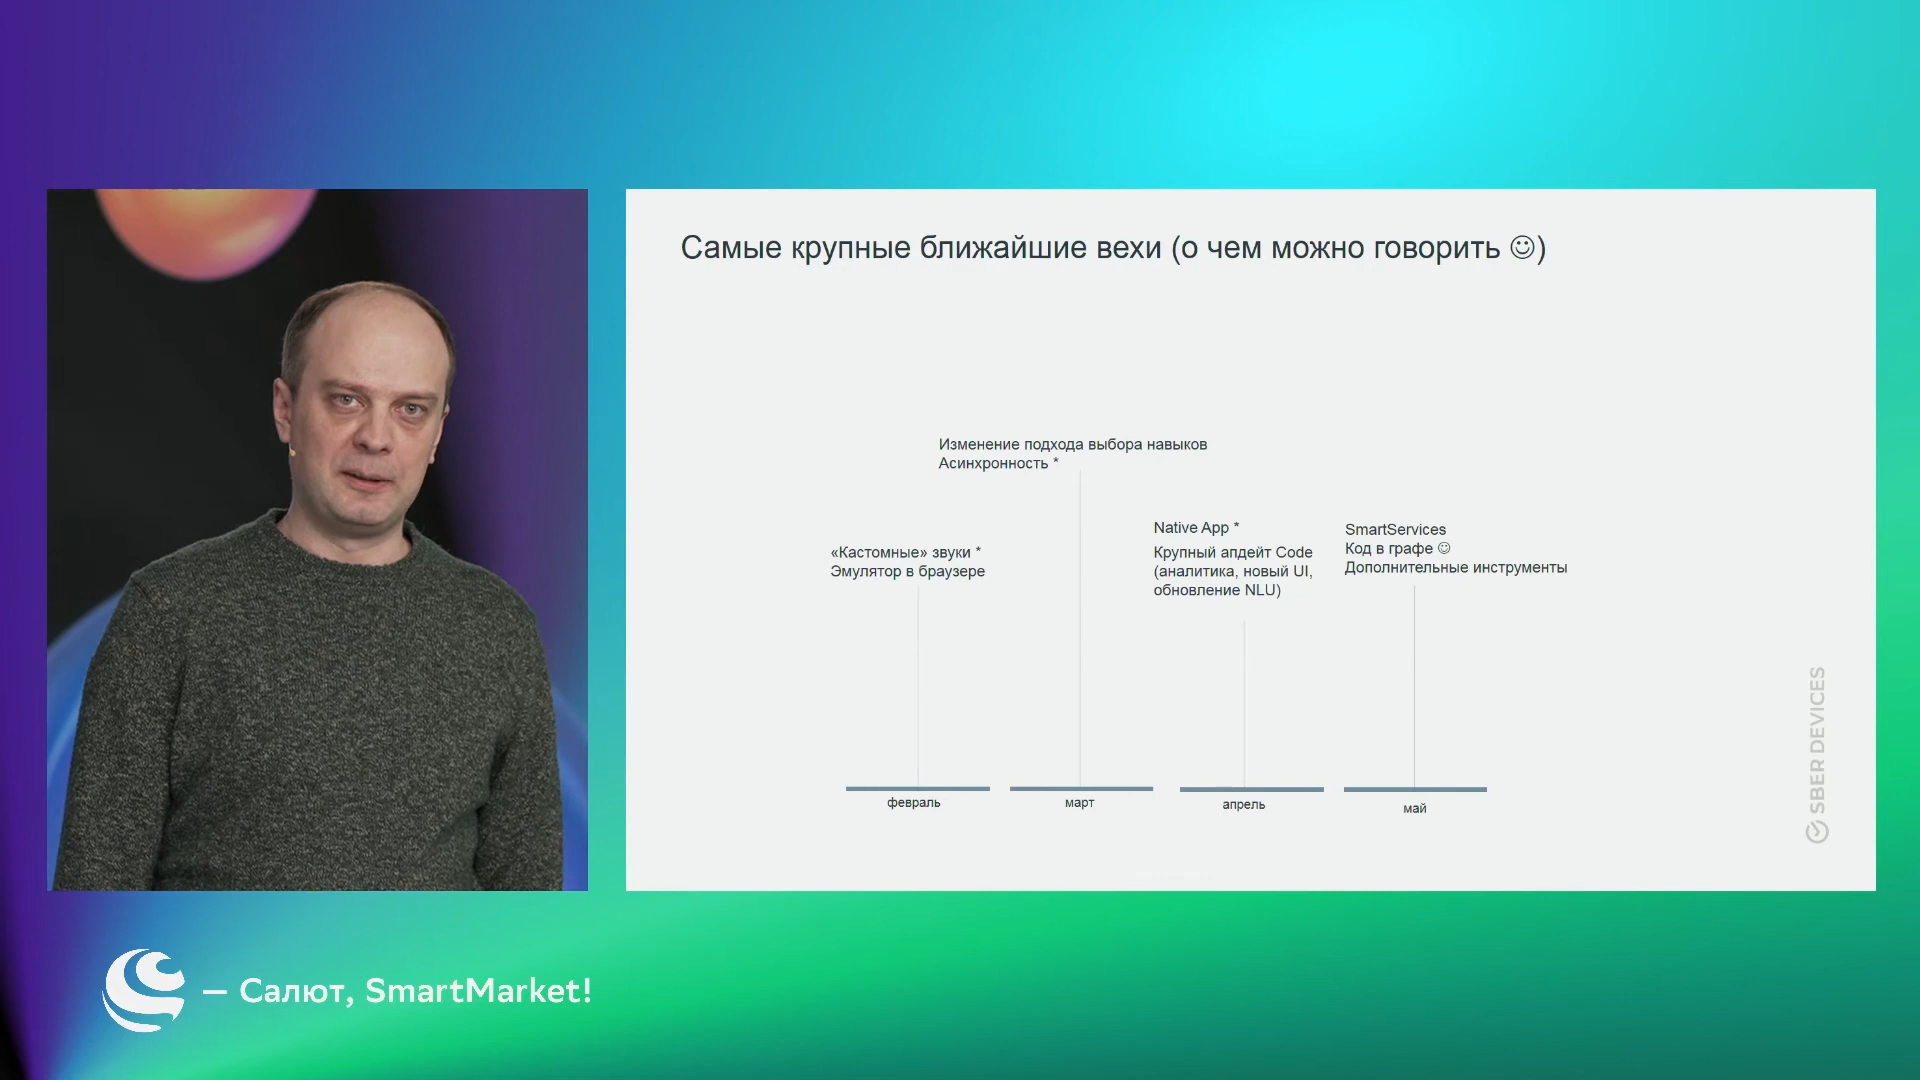 Самые крупные ближайшие вехи (о чем можно говорить ☺)
Изменение подхода выбора навыков
Асинхронность *
«Кастомные» звуки *
Эмулятор в браузере
Native App *
Крупный апдейт Code
(аналитика, новый UI,
обновление NLU)
SmartServices
Код в графе ☺
Дополнительные инструменты
февраль
март
апрель
май
SBER DEVICES
— Салют, SmartMarket!